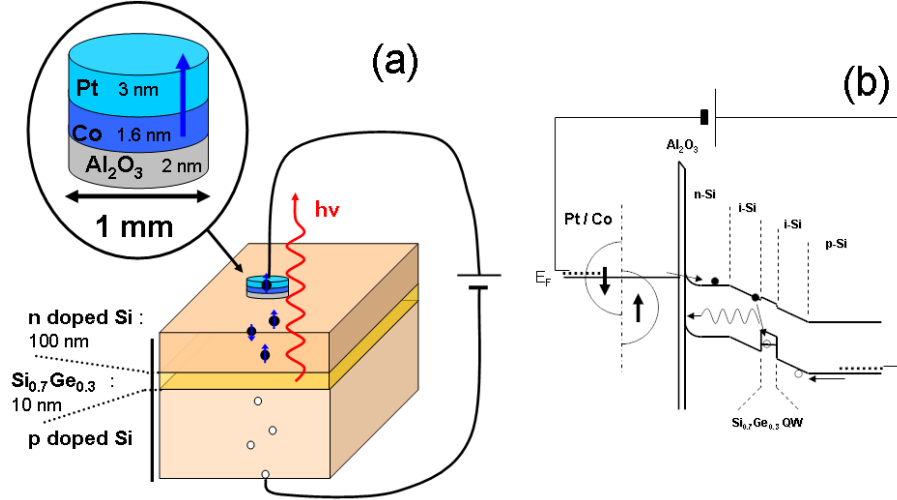 (a)
Pt 3 nm
Co 1.6 nm
Al₂O₃ 2 nm
1 mm
hν
n doped Si :
100 nm
Si₀.₇Ge₀.₃ :
10 nm
p doped Si
(b)
Al₂O₃
n-Si
i-Si
i-Si
p-Si
Pt / Co
E_F
Si₀.₇Ge₀.₃ QW